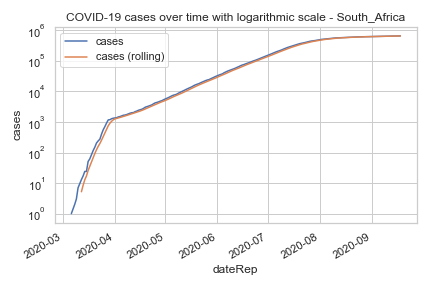 COVID-19 cases over time with logarithmic scale - South_Africa
cases
cases (rolling)
10⁶
10⁵
10⁴
10³
10²
10¹
10⁰
cases
2020-03
2020-04
2020-05
2020-06
2020-07
2020-08
2020-09
dateRep